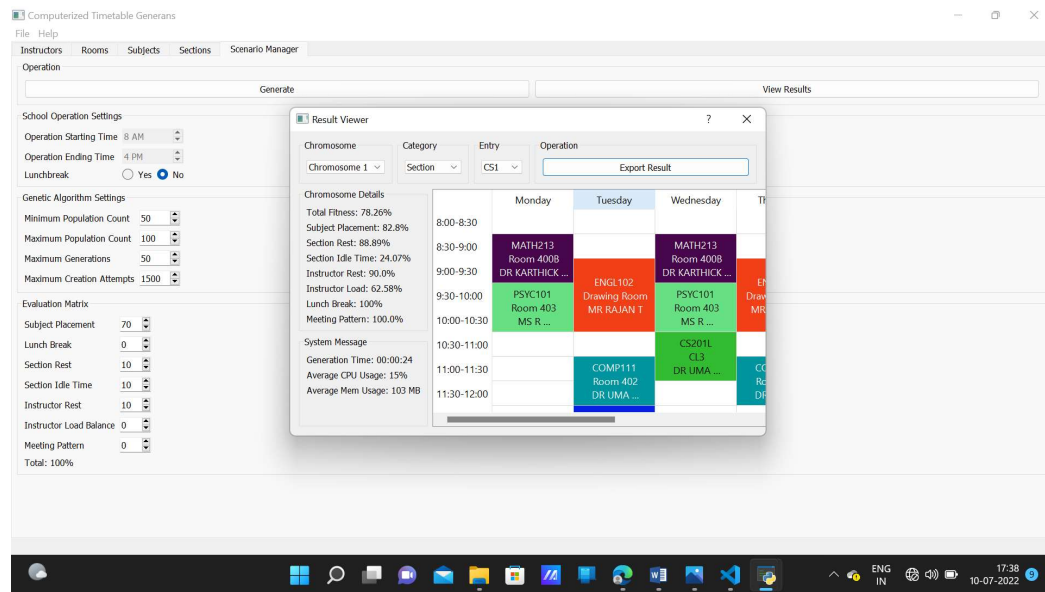 Computerized Timetable Generans
File Help
Instructors Rooms Subjects Sections Scenario Manager
Operation
Generate View Results
School Operation Settings
Operation Starting Time 8 AM
Operation Ending Time 4 PM
Lunchbreak Yes No
Genetic Algorithm Settings
Minimum Population Count 50
Maximum Population Count 100
Maximum Generations 50
Maximum Creation Attempts 1500
Evaluation Matrix
Subject Placement 70
Lunch Break 0
Section Rest 10
Section Idle Time 10
Instructor Rest 10
Instructor Load Balance 0
Meeting Pattern 0
Total: 100%
Result Viewer ?
Chromosome Category Entry Operation
Chromosome 1 Section CS1 Export Result
Chromosome Details
Total Fitness: 78.26%
Subject Placement: 82.8%
Section Rest: 88.89%
Section Idle Time: 24.07%
Instructor Rest: 90.0%
Instructor Load: 62.58%
Lunch Break: 100%
Meeting Pattern: 100.0%
System Message
Generation Time: 00:00:24
Average CPU Usage: 15%
Average Mem Usage: 103 MB
Monday Tuesday Wednesday Th
8:00-8:30
8:30-9:00
9:00-9:30
9:30-10:00
10:00-10:30
10:30-11:00
11:00-11:30
11:30-12:00
MATH213
Room 400B
DR KARTHICK ...
PSYC101
Room 403
MS R ...
ENGL102
Drawing Room
MR RAJAN T
COMP111
Room 402
DR UMA ...
MATH213
Room 400B
DR KARTHICK ...
PSYC101
Room 403
MS R ...
CS201L
CL3
DR UMA ...
EN
Draw
MR
CO
Ro
DR
ENG
IN
17:38
10-07-2022
9